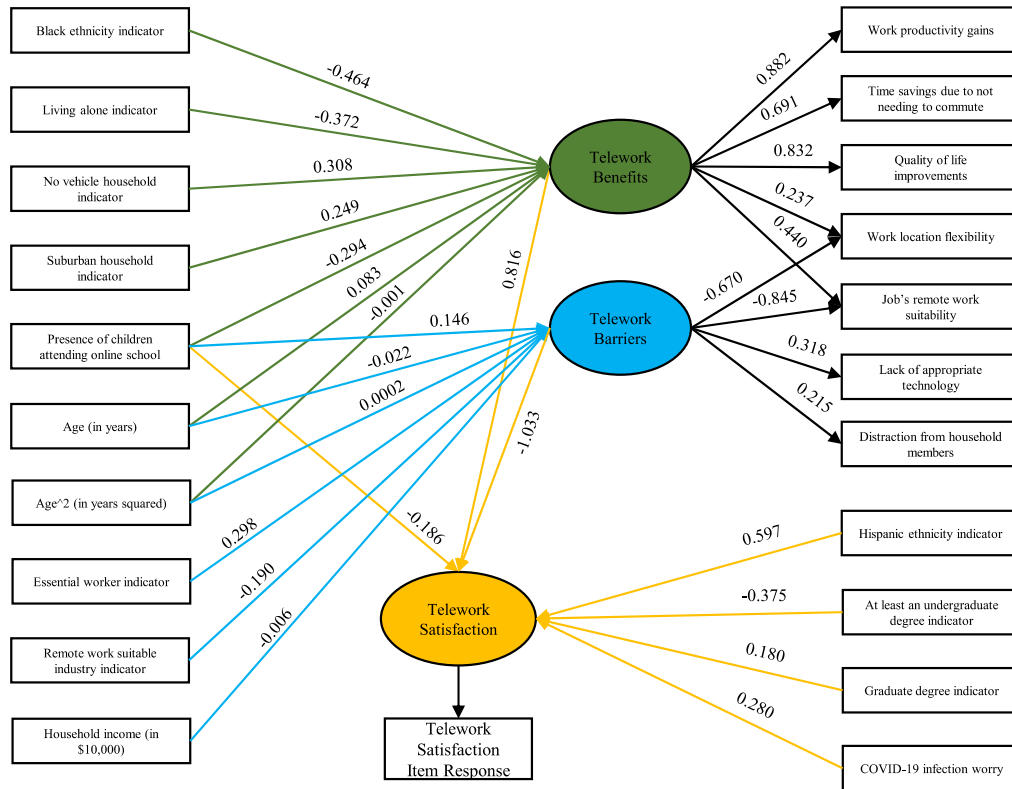 Black ethnicity indicator
Living alone indicator
No vehicle household
indicator
Suburban household
indicator
Presence of children
attending online school
Age (in years)
Age^2 (in years squared)
Essential worker indicator
Remote work suitable
industry indicator
Household income (in
$10,000)
-0.464
-0.372
0.308
0.249
-0.294
0.083
-0.001
0.146
-0.022
0.0002
0.298
-0.190
-0.006
-0.186
0.816
-1.033
Telework
Benefits
Telework
Barriers
Telework
Satisfaction
Telework
Satisfaction
Item Response
0.882
0.691
0.832
0.237
0.440
-0.670
-0.845
0.318
0.215
0.597
-0.375
0.180
0.280
Work productivity gains
Time savings due to not
needing to commute
Quality of life
improvements
Work location flexibility
Job’s remote work
suitability
Lack of appropriate
technology
Distraction from household
members
Hispanic ethnicity indicator
At least an undergraduate
degree indicator
Graduate degree indicator
COVID-19 infection worry